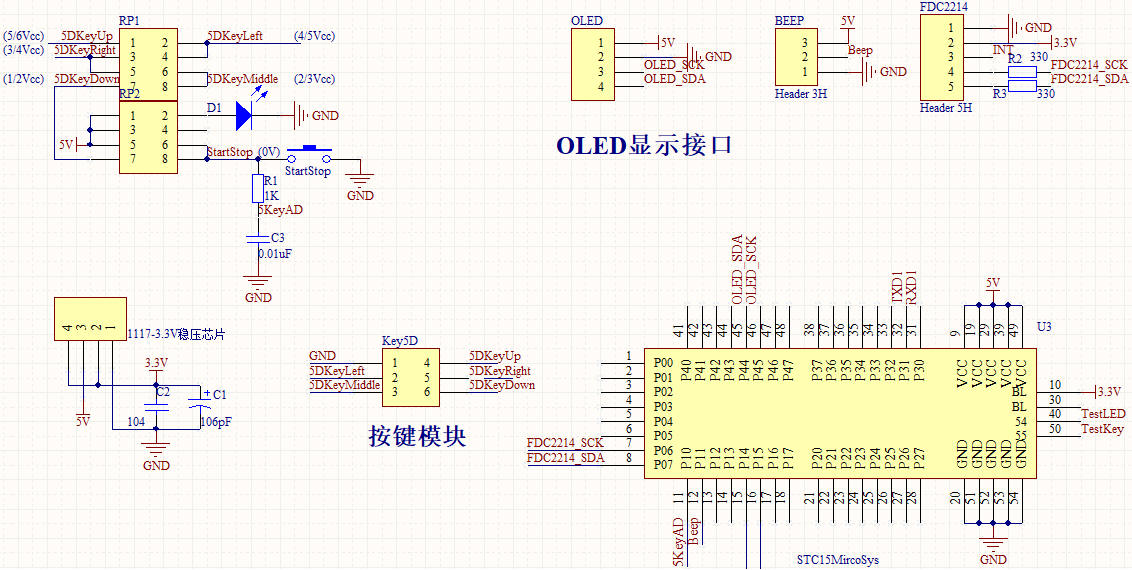 RP1
(5/6Vcc) 5DKeyUp 1 2 5DKeyLeft (4/5Vcc)
(3/4Vcc) 5DKeyRight 3 4
5 6
(1/2Vcc) 5DKeyDown 7 8 5DKeyMiddle (2/3Vcc)
RP2
1 2 D1 GND
3 4
5V 5 6
7 8 StartStop (0V)
StartStop
GND
R1
1K
5KeyAD
C3
0.01uF
GND
OLED
1 5V
2 GND
3 OLED_SCK
4 OLED_SDA
BEEP
5V
3
2 Beep
1 GND
Header 3H
FDC2214
1 GND
2 3.3V
3 INT
4 R2 330 FDC2214_SCK
5 FDC2214_SDA
R3 330
Header 5H
OLED显示接口
4 3 2 1
1117-3.3V稳压芯片
3.3V
C2
C1
+
5V
104
106pF
GND
Key5D
GND 1 4 5DKeyUp
5DKeyLeft 2 5 5DKeyRight
5DKeyMiddle 3 6 5DKeyDown
按键模块
OLED_SDA
OLED_SCK
TXD1
RXD1
5V
U3
41 42 43 44 45 46 47 48 38 37 36 35 34 33 32 31 9 19 29 39 49
P40 P41 P42 P43 P44 P45 P46 P47 P37 P36 P35 P34 P33 P32 P31 P30 VCC VCC VCC VCC VCC
1 P00
2 P01
3 P02
4 P03
5 P04
6 P05
FDC2214_SCK 7 P06
FDC2214_SDA 8 P07
BL 10 3.3V
BL 30
54 40 TestLED
55 50 TestKey
P10 P11 P12 P13 P14 P15 P16 P17 P20 P21 P22 P23 P24 P25 P26 P27 GND GND GND GND GND
11 12 13 14 15 16 17 18 21 22 23 24 25 26 27 28 20 51 52 53 54
5KeyAD
Beep
STC15MircoSys
GND